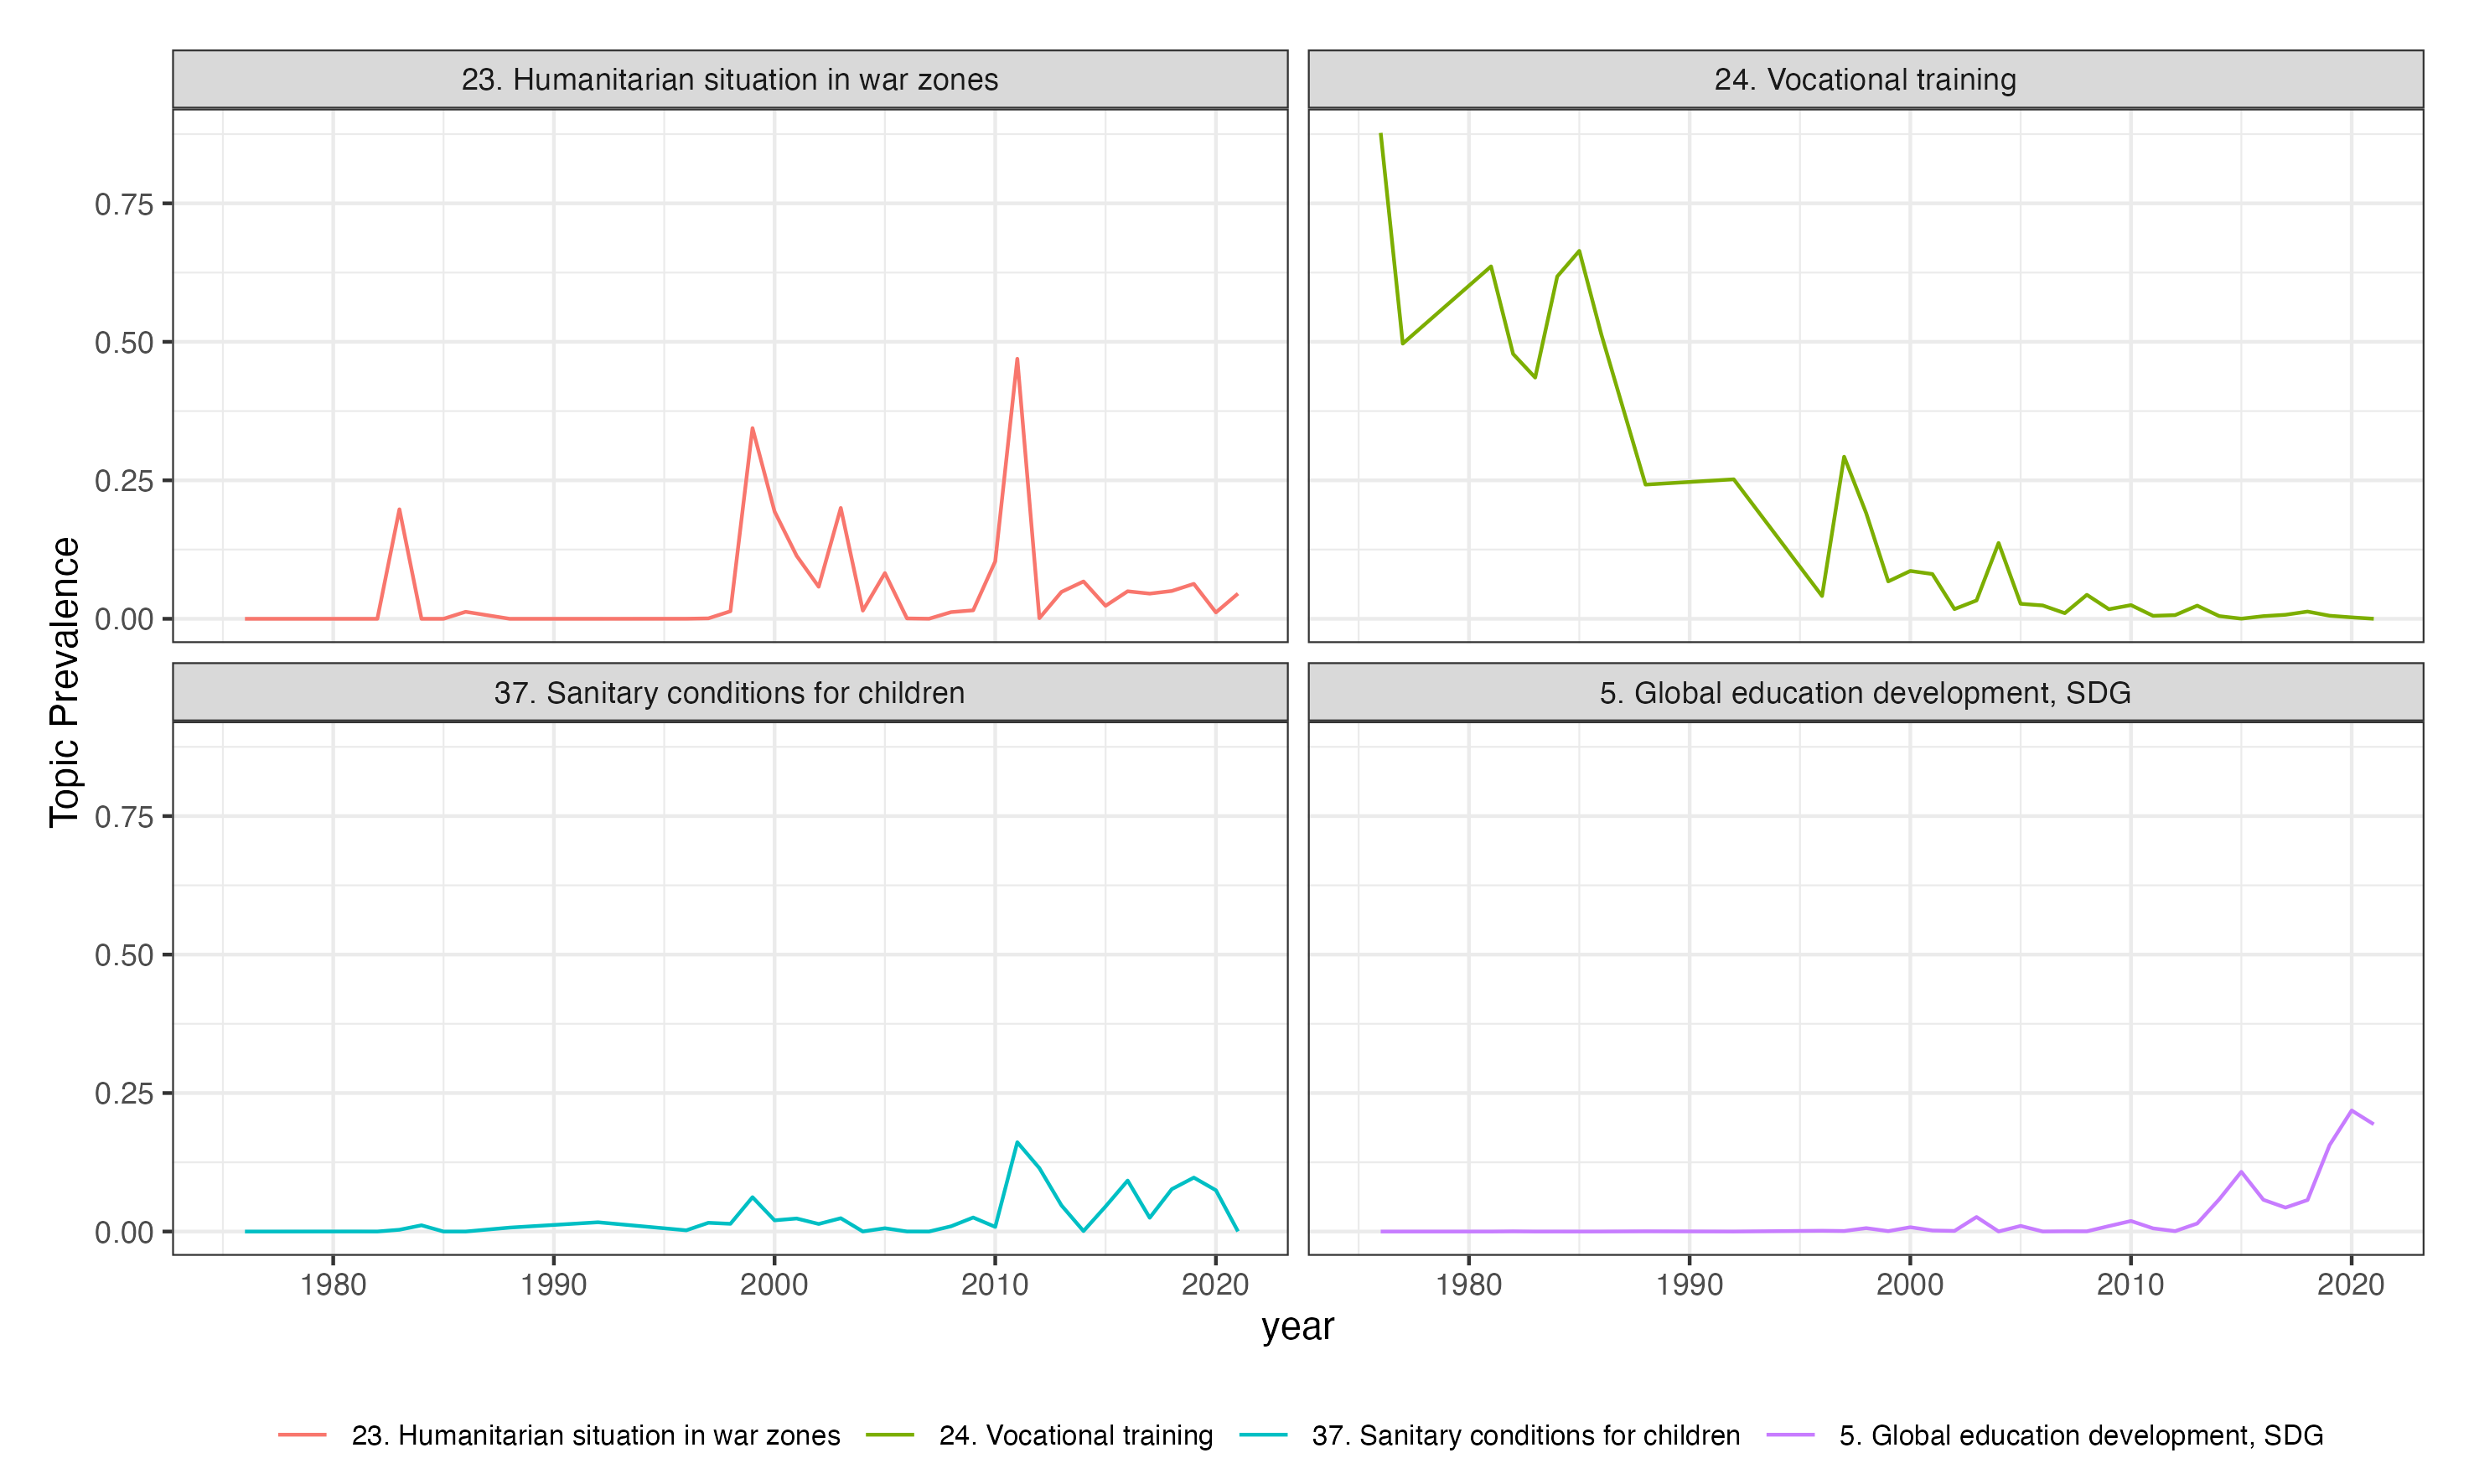 23. Humanitarian situation in war zones
24. Vocational training
0.75
0.50
0.25
0.00
37. Sanitary conditions for children
5. Global education development, SDG
0.75
0.50
0.25
0.00
Topic Prevalence
1980 1990 2000 2010 2020
1980 1990 2000 2010 2020
year
23. Humanitarian situation in war zones 24. Vocational training 37. Sanitary conditions for children 5. Global education development, SDG